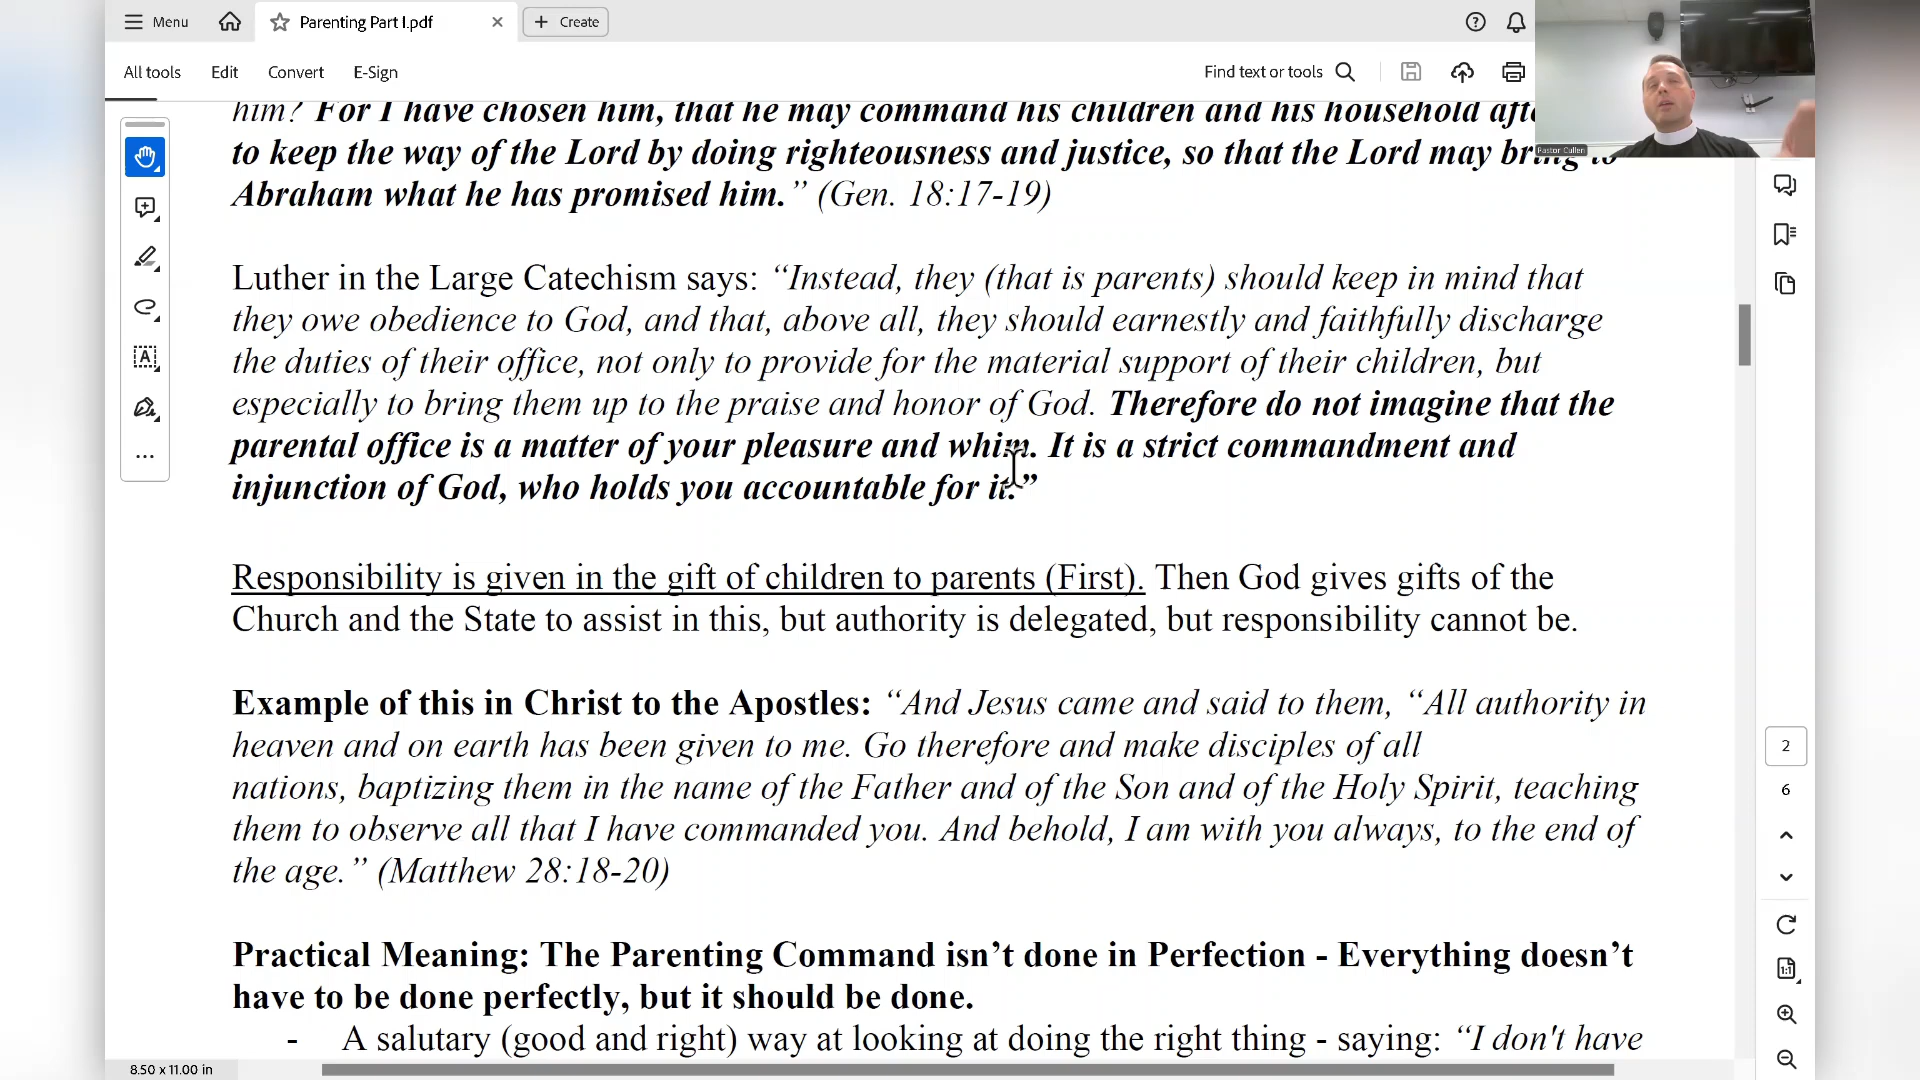 Menu
Parenting Part I.pdf
Create
All tools
Edit
Convert
E-Sign
Find text or tools
him? For I have chosen him, that he may command his children and his household after
to keep the way of the Lord by doing righteousness and justice, so that the Lord may bring to
Abraham what he has promised him.” (Gen. 18:17-19)
Pastor Cullen
Luther in the Large Catechism says: “Instead, they (that is parents) should keep in mind that
they owe obedience to God, and that, above all, they should earnestly and faithfully discharge
the duties of their office, not only to provide for the material support of their children, but
especially to bring them up to the praise and honor of God. Therefore do not imagine that the
parental office is a matter of your pleasure and whim. It is a strict commandment and
injunction of God, who holds you accountable for it.”
Responsibility is given in the gift of children to parents (First). Then God gives gifts of the
Church and the State to assist in this, but authority is delegated, but responsibility cannot be.
Example of this in Christ to the Apostles: “And Jesus came and said to them, “All authority in
heaven and on earth has been given to me. Go therefore and make disciples of all
nations, baptizing them in the name of the Father and of the Son and of the Holy Spirit, teaching
them to observe all that I have commanded you. And behold, I am with you always, to the end of
the age.” (Matthew 28:18-20)
Practical Meaning: The Parenting Command isn’t done in Perfection - Everything doesn’t
have to be done perfectly, but it should be done.
- A salutary (good and right) way at looking at doing the right thing - saying: “I don't have
2
6
8.50 x 11.00 in